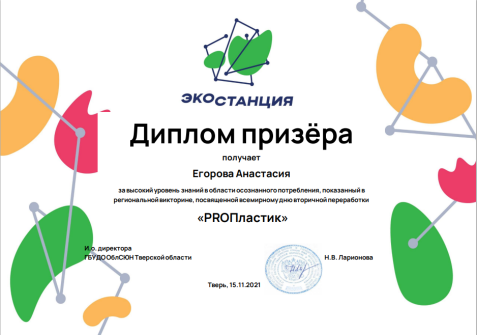 ЭКОСТАНЦИЯ
Диплом призёра
получает
Егорова Анастасия
за высокий уровень знаний в области осознанного потребления, показанный в
региональной викторине, посвященной всемирному дню вторичной переработки
«PROПластик»
И.о. директора
ГБУДО ОблСЮН Тверской области
Н.В. Ларионова
Тверь, 15.11.2021